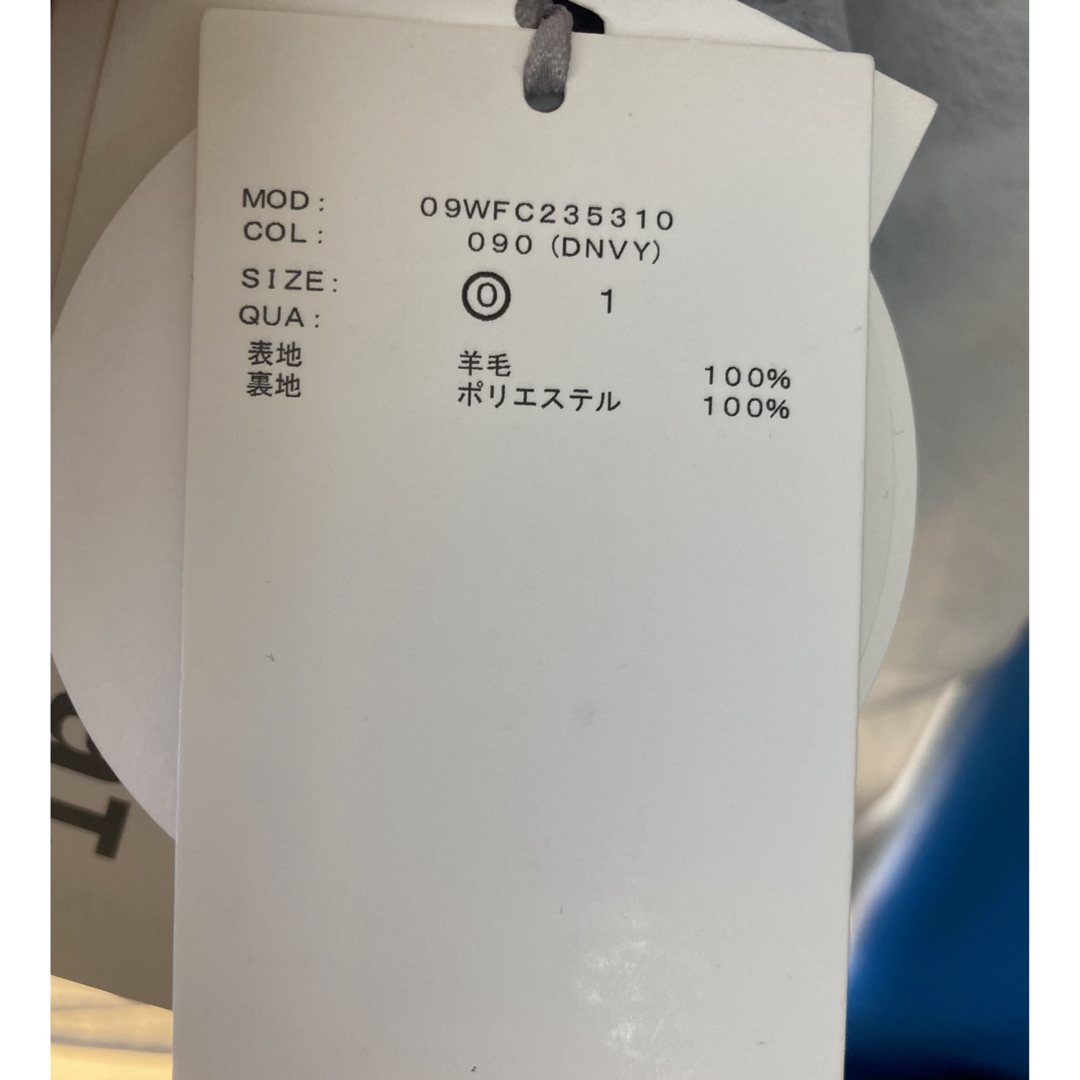 MOD: 09WFC235310
COL: 090 (DNVY)
SIZE: 0 1
QUA:
表地 羊毛 100%
裏地 ポリエステル 100%